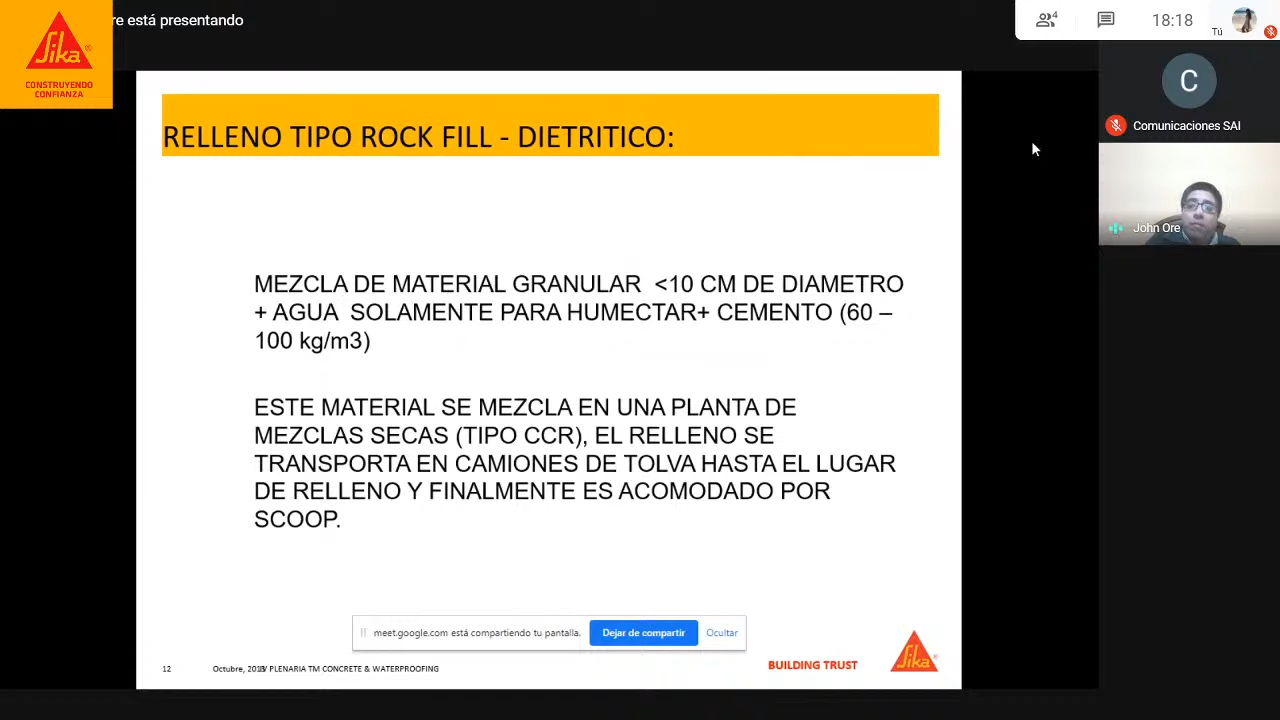 re está presentando
4
18:18
Tú
Sika
CONSTRUYENDO
CONFIANZA
C
Comunicaciones SAI
John Ore
RELLENO TIPO ROCK FILL - DIETRITICO:
MEZCLA DE MATERIAL GRANULAR <10 CM DE DIAMETRO
+ AGUA SOLAMENTE PARA HUMECTAR+ CEMENTO (60 –
100 kg/m3)
ESTE MATERIAL SE MEZCLA EN UNA PLANTA DE
MEZCLAS SECAS (TIPO CCR), EL RELLENO SE
TRANSPORTA EN CAMIONES DE TOLVA HASTA EL LUGAR
DE RELLENO Y FINALMENTE ES ACOMODADO POR
SCOOP.
meet.google.com está compartiendo tu pantalla.
Dejar de compartir
Ocultar
12
Octubre, PLENARIA TM CONCRETE & WATERPROOFING
BUILDING TRUST
Sika